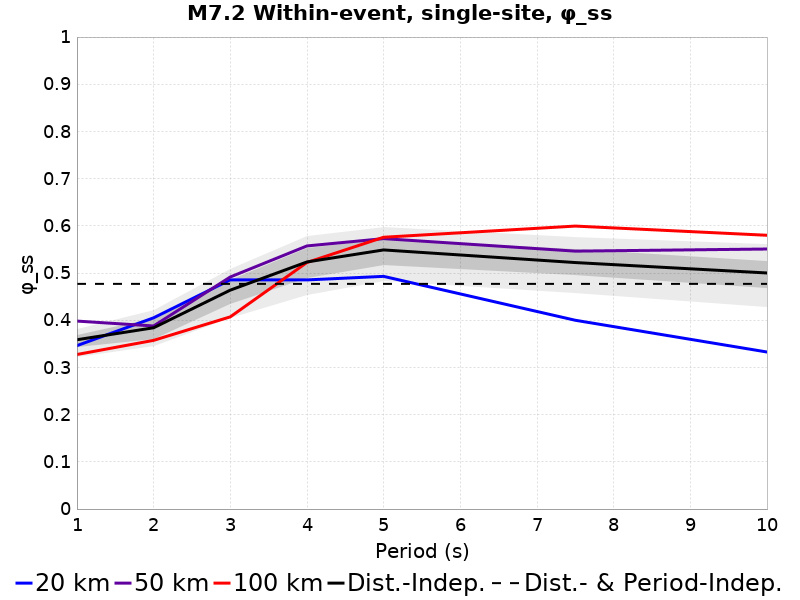 M7.2 Within-event, single-site, φ_ss
1
0.9
0.8
0.7
0.6
0.5
0.4
0.3
0.2
0.1
0
φ_ss
1 2 3 4 5 6 7 8 9 10
Period (s)
20 km 50 km 100 km Dist.-Indep. Dist.- & Period-Indep.